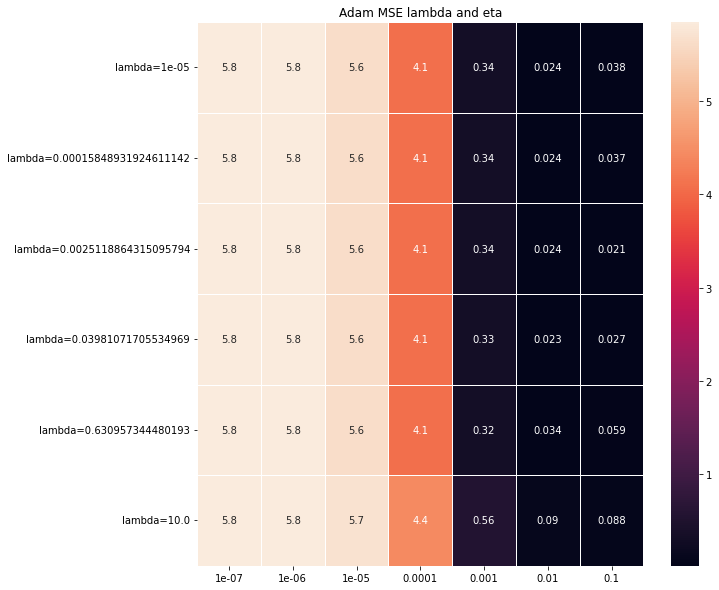 Adam MSE lambda and eta
lambda=1e-05 5.8 5.8 5.6 4.1 0.34 0.024 0.038
lambda=0.00015848931924611142 5.8 5.8 5.6 4.1 0.34 0.024 0.037
lambda=0.0025118864315095794 5.8 5.8 5.6 4.1 0.34 0.024 0.021
lambda=0.03981071705534969 5.8 5.8 5.6 4.1 0.33 0.023 0.027
lambda=0.630957344480193 5.8 5.8 5.6 4.1 0.32 0.034 0.059
lambda=10.0 5.8 5.8 5.7 4.4 0.56 0.09 0.088
1e-07 1e-06 1e-05 0.0001 0.001 0.01 0.1
5
4
3
2
1